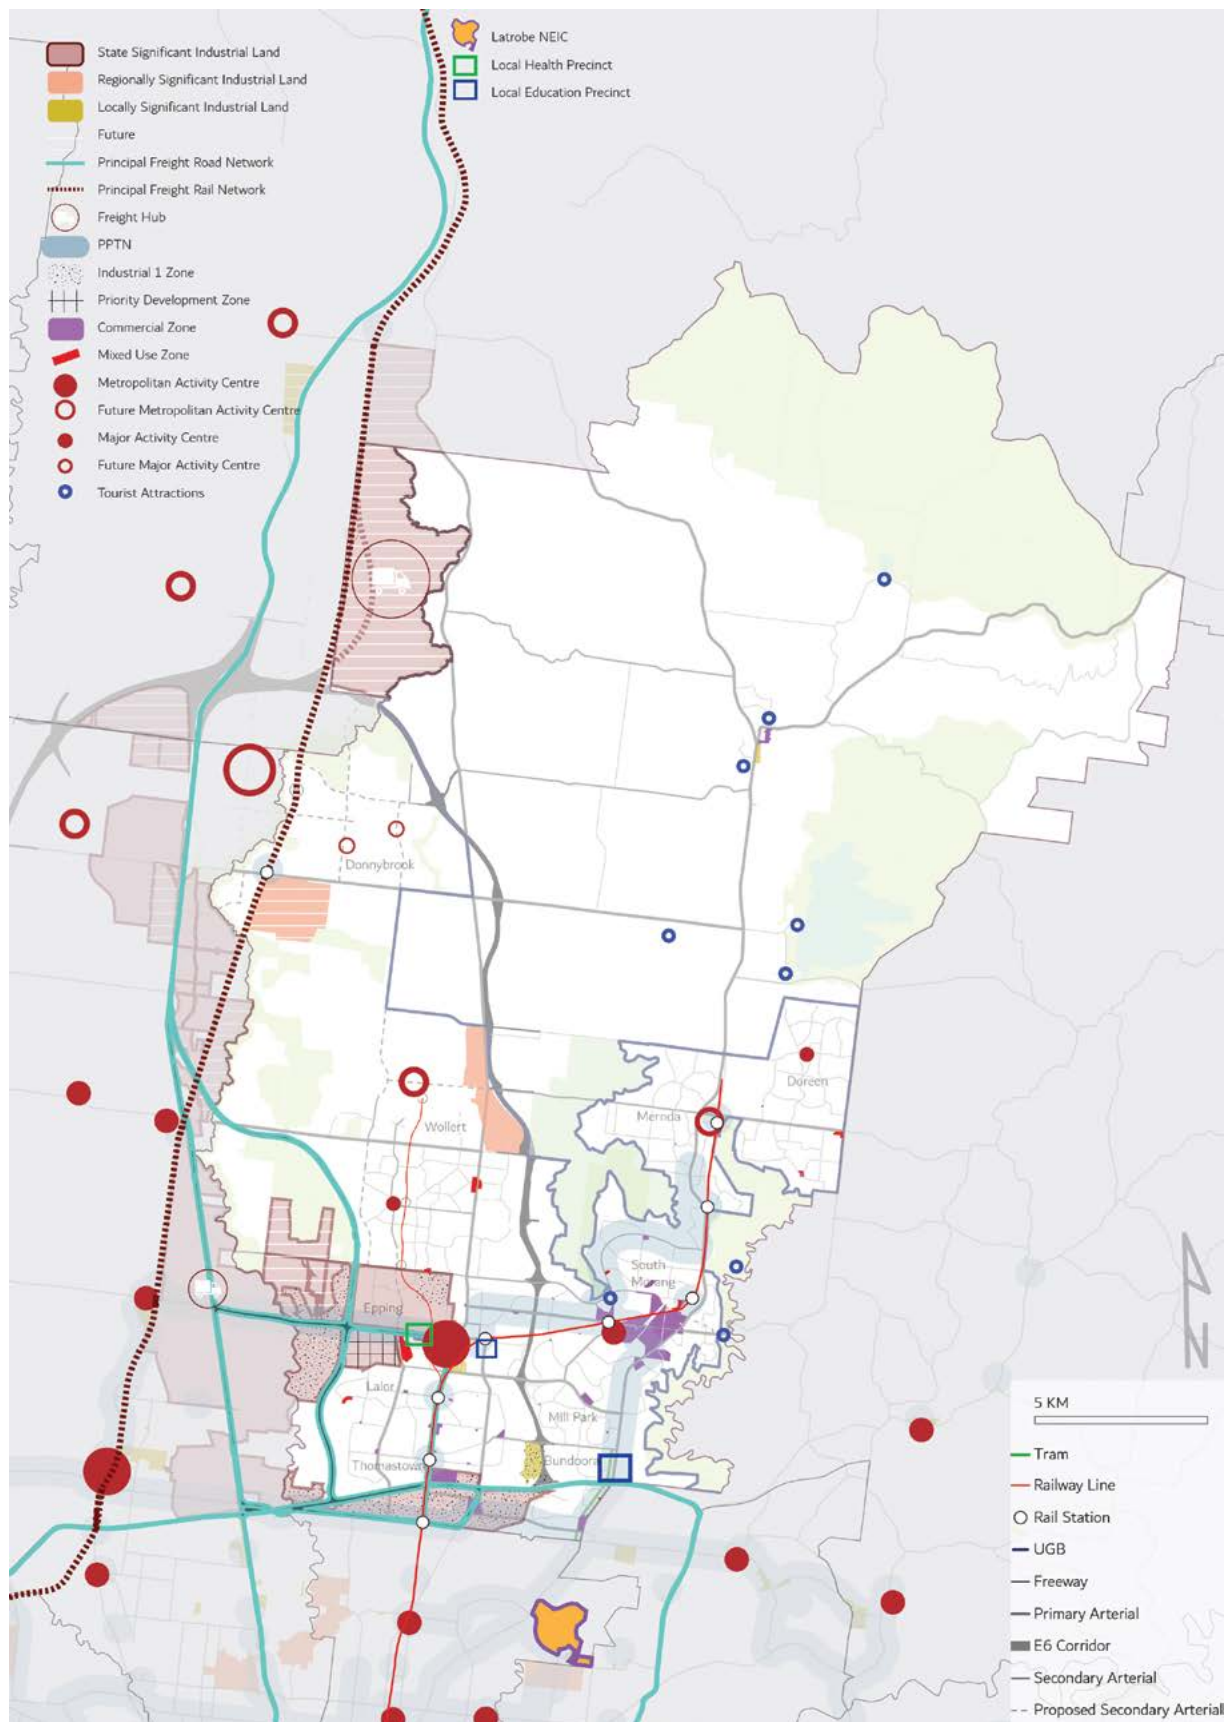 State Significant Industrial Land
Regionally Significant Industrial Land
Locally Significant Industrial Land
Future
Principal Freight Road Network
Principal Freight Rail Network
Freight Hub
PPTN
Industrial 1 Zone
Priority Development Zone
Commercial Zone
Mixed Use Zone
Metropolitan Activity Centre
Future Metropolitan Activity Centre
Major Activity Centre
Future Major Activity Centre
Tourist Attractions
Latrobe NEIC
Local Health Precinct
Local Education Precinct
Donnybrook
Doreen
Mernda
Wollert
South
Morang
Epping
Lalor
Mill Park
Thomastown
Bundoora
N
5 KM
Tram
Railway Line
Rail Station
UGB
Freeway
Primary Arterial
E6 Corridor
Secondary Arterial
Proposed Secondary Arterial